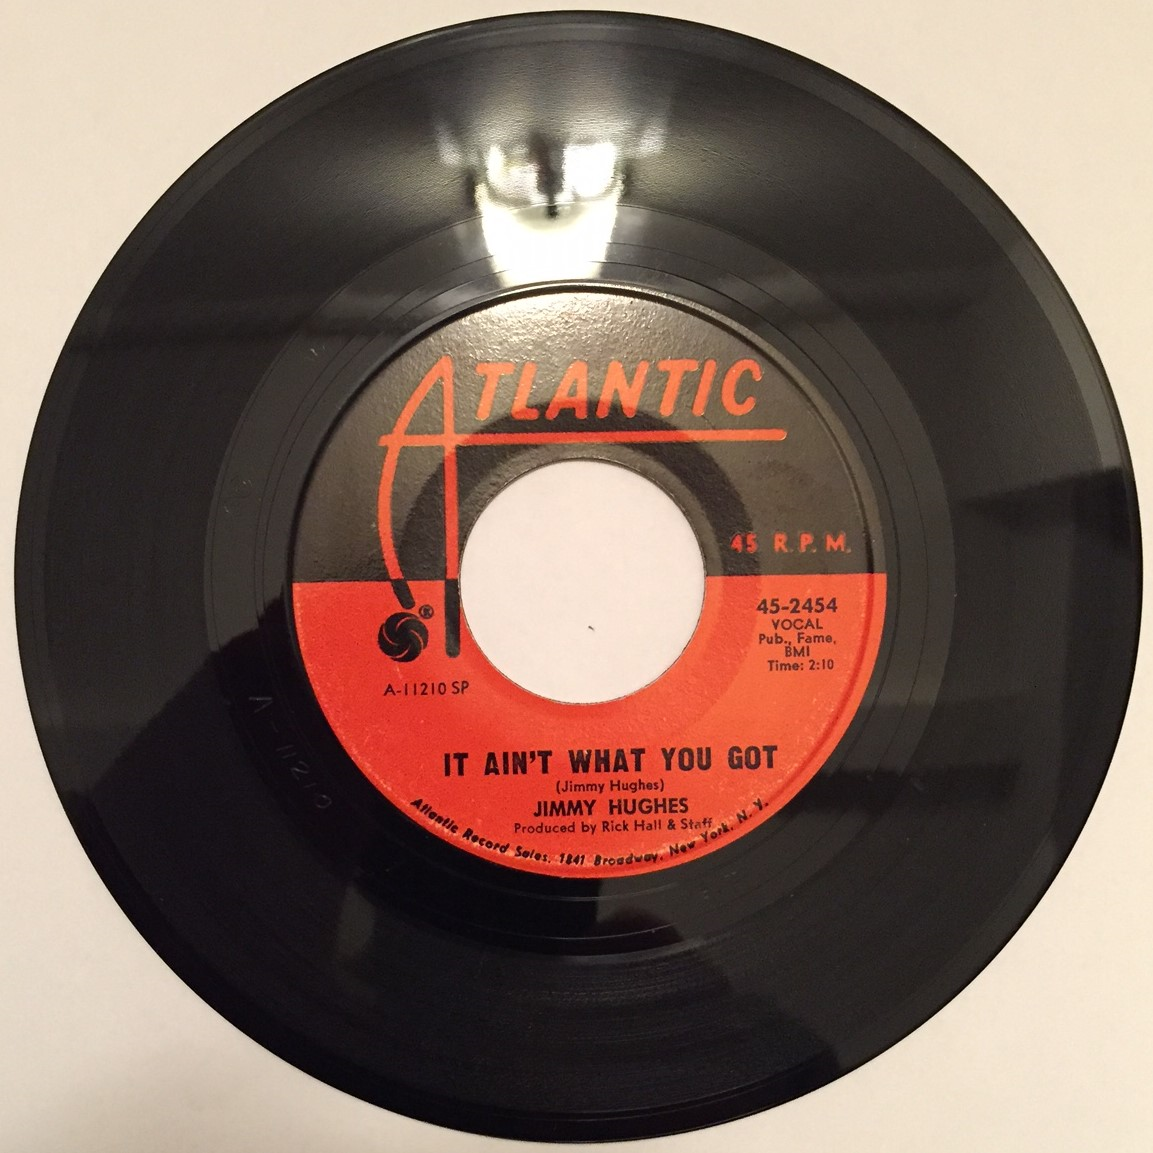 ATLANTIC
45 R.P.M.
45-2454
VOCAL
Pub., Fame,
BMI
Time: 2:10
®
A-11210 SP
IT AIN'T WHAT YOU GOT
(Jimmy Hughes)
JIMMY HUGHES
Produced by Rick Hall & Staff
Atlantic Record Sales, 1841 Broadway, New York, N. Y.
A-11210